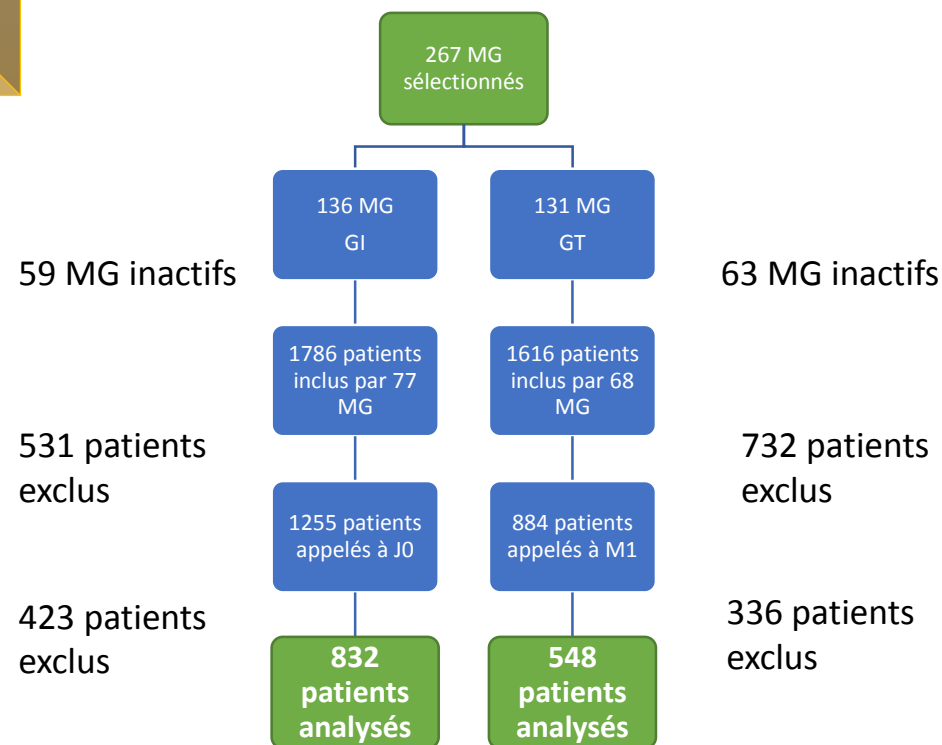 267 MG
sélectionnés
136 MG
GI
131 MG
GT
59 MG inactifs
63 MG inactifs
1786 patients
inclus par 77
MG
1616 patients
inclus par 68
MG
531 patients
exclus
732 patients
exclus
1255 patients
appelés à J0
884 patients
appelés à M1
423 patients
exclus
336 patients
exclus
832
patients
analysés
548
patients
analysés